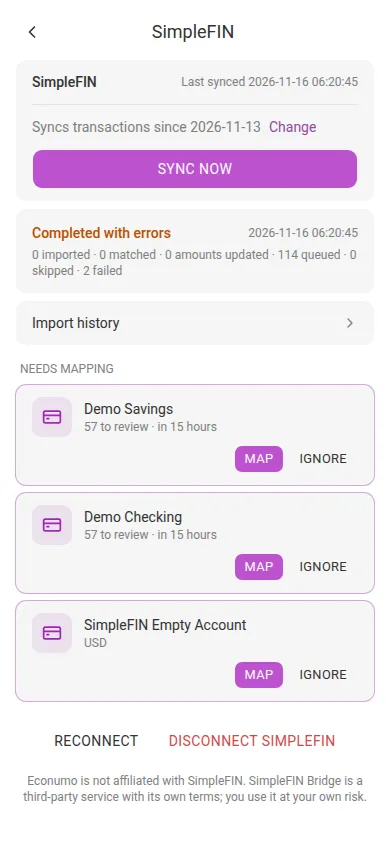 SimpleFIN
SimpleFIN
Last synced 2026-11-16 06:20:45
Syncs transactions since 2026-11-13 Change
SYNC NOW
Completed with errors
2026-11-16 06:20:45
0 imported · 0 matched · 0 amounts updated · 114 queued · 0
skipped · 2 failed
Import history
NEEDS MAPPING
Demo Savings
57 to review · in 15 hours
MAP IGNORE
Demo Checking
57 to review · in 15 hours
MAP IGNORE
SimpleFIN Empty Account
USD
MAP IGNORE
RECONNECT DISCONNECT SIMPLEFIN
Econumo is not affiliated with SimpleFIN. SimpleFIN Bridge is a
third-party service with its own terms; you use it at your own risk.